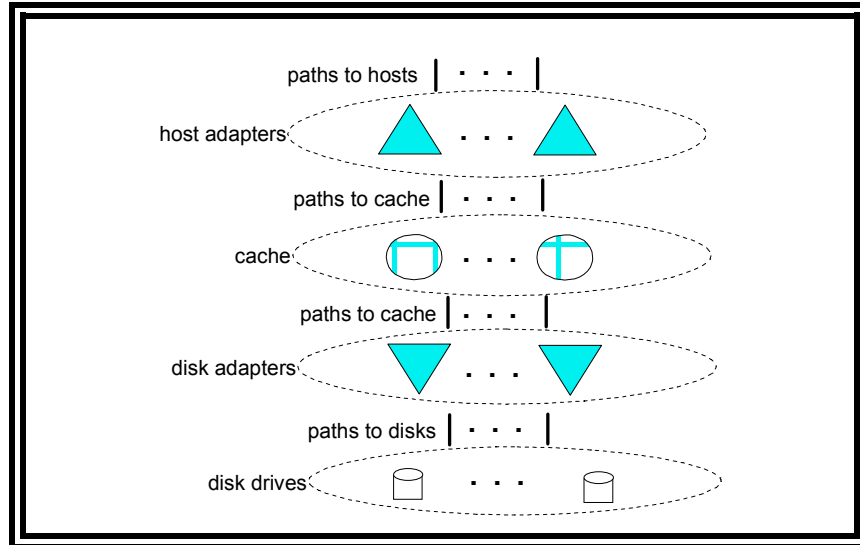 paths to hosts
host adapters
paths to cache
cache
paths to cache
disk adapters
paths to disks
disk drives